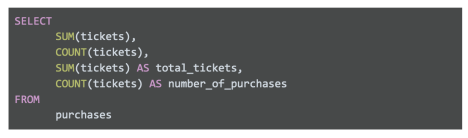 SELECT
SUM(tickets),
COUNT(tickets),
SUM(tickets) AS total_tickets,
COUNT(tickets) AS number_of_purchases
FROM
purchases